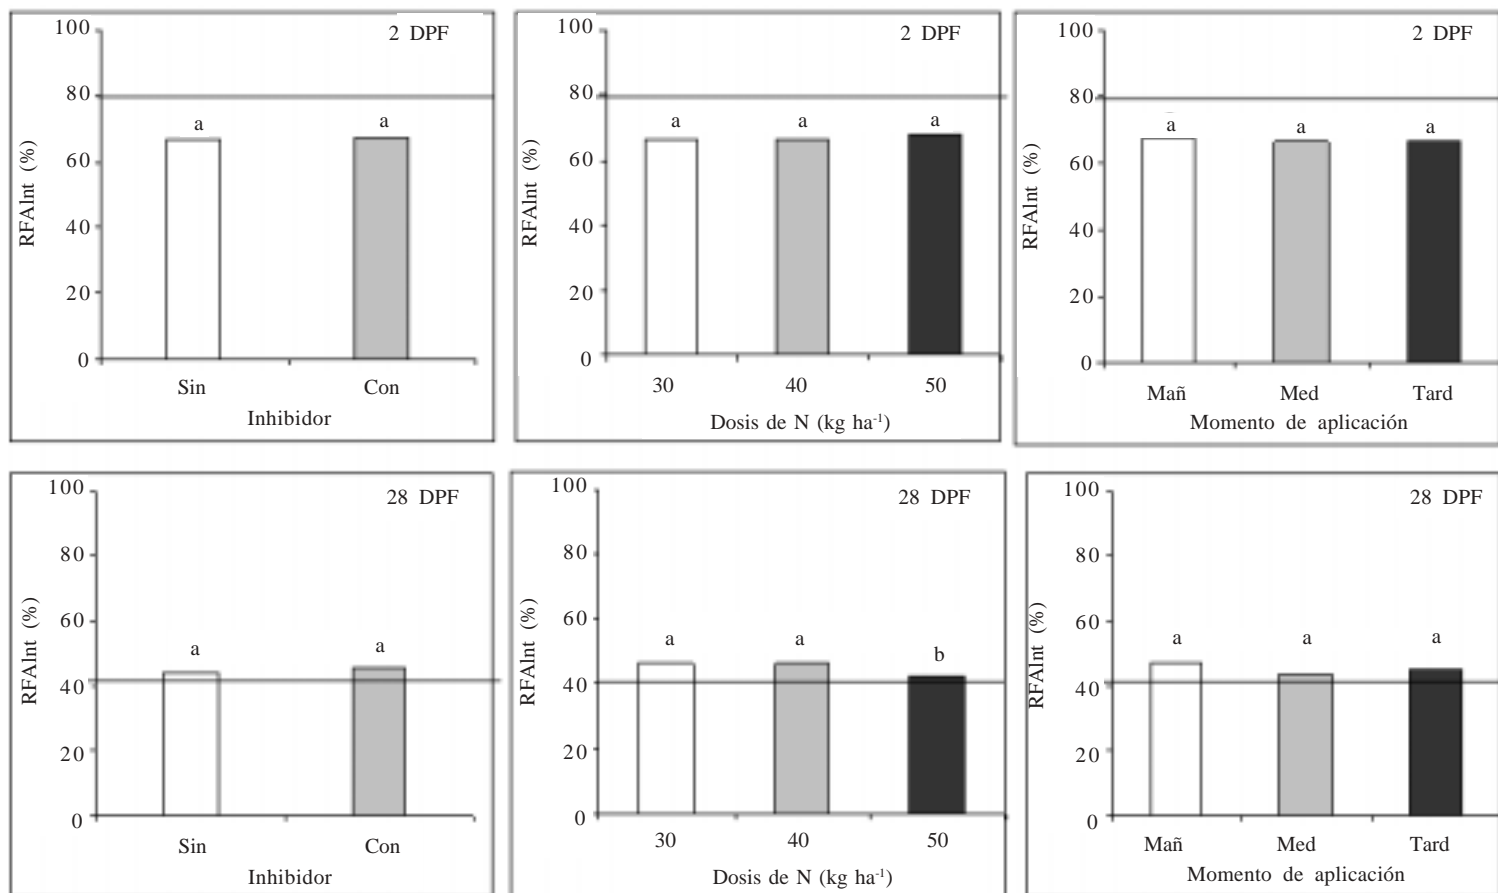 100
2 DPF
80
a
a
60
RFAInt (%)
40
20
0
Sin
Con
Inhibidor
100
2 DPF
80
a
a
a
60
RFAInt (%)
40
20
0
30
40
50
Dosis de N (kg ha-1)
100
2 DPF
80
a
a
a
60
RFAInt (%)
40
20
0
Mañ
Med
Tard
Momento de aplicación
100
28 DPF
80
60
a
a
RFAInt (%)
40
20
0
Sin
Con
Inhibidor
100
28 DPF
80
60
a
a
b
RFAInt (%)
40
20
0
30
40
50
Dosis de N (kg ha-1)
100
28 DPF
80
60
a
a
a
RFAInt (%)
40
20
0
Mañ
Med
Tard
Momento de aplicación